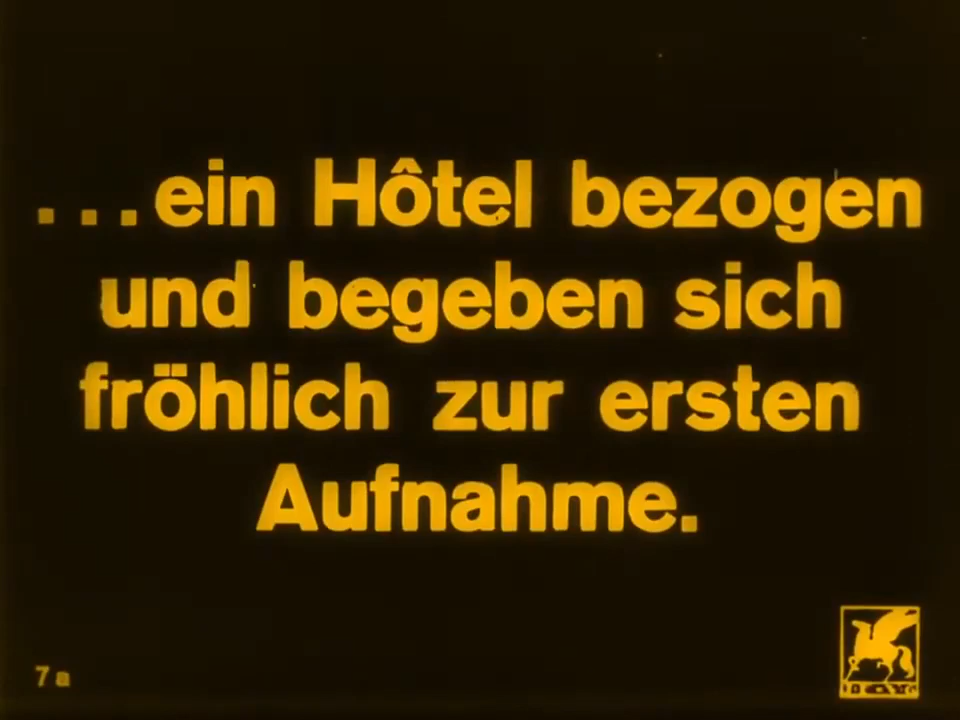 . . . ein Hôtel bezogen
und begeben sich
fröhlich zur ersten
Aufnahme.
7a